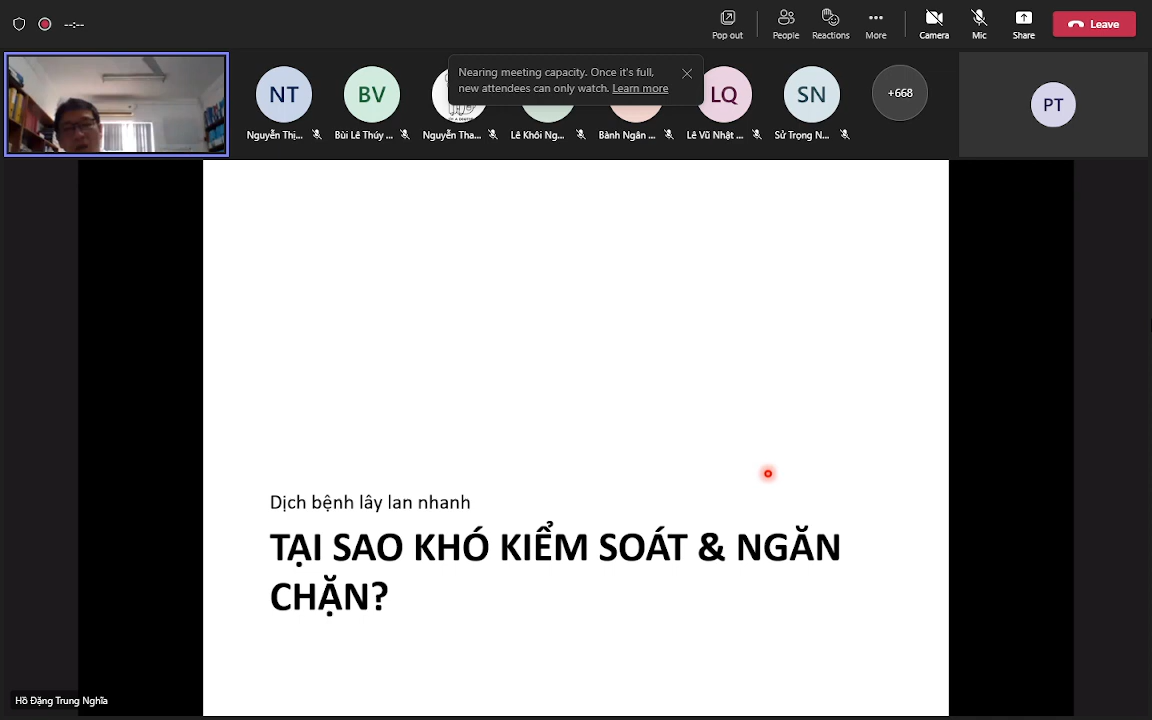 --:--
Pop out
People
Reactions
More
Camera
Mic
Share
Leave
Nearing meeting capacity. Once it's full,
new attendees can only watch. Learn more
NT
BV
LQ
SN
+668
PT
Nguyễn Thị...
Bùi Lê Thúy ...
Nguyễn Tha...
Lê Khôi Ng...
Bành Ngân ...
Lê Vũ Nhật ...
Sử Trọng N...
Dịch bệnh lây lan nhanh
TẠI SAO KHÓ KIỂM SOÁT & NGĂN
CHẶN?
Hồ Đặng Trung Nghĩa